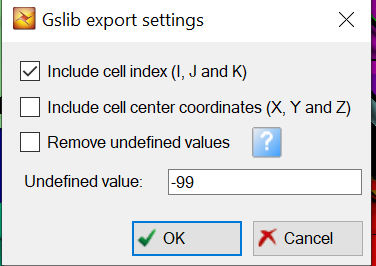 Gslib export settings
Include cell index (I, J and K)
Include cell center coordinates (X, Y and Z)
Remove undefined values ?
Undefined value: -99
OK Cancel